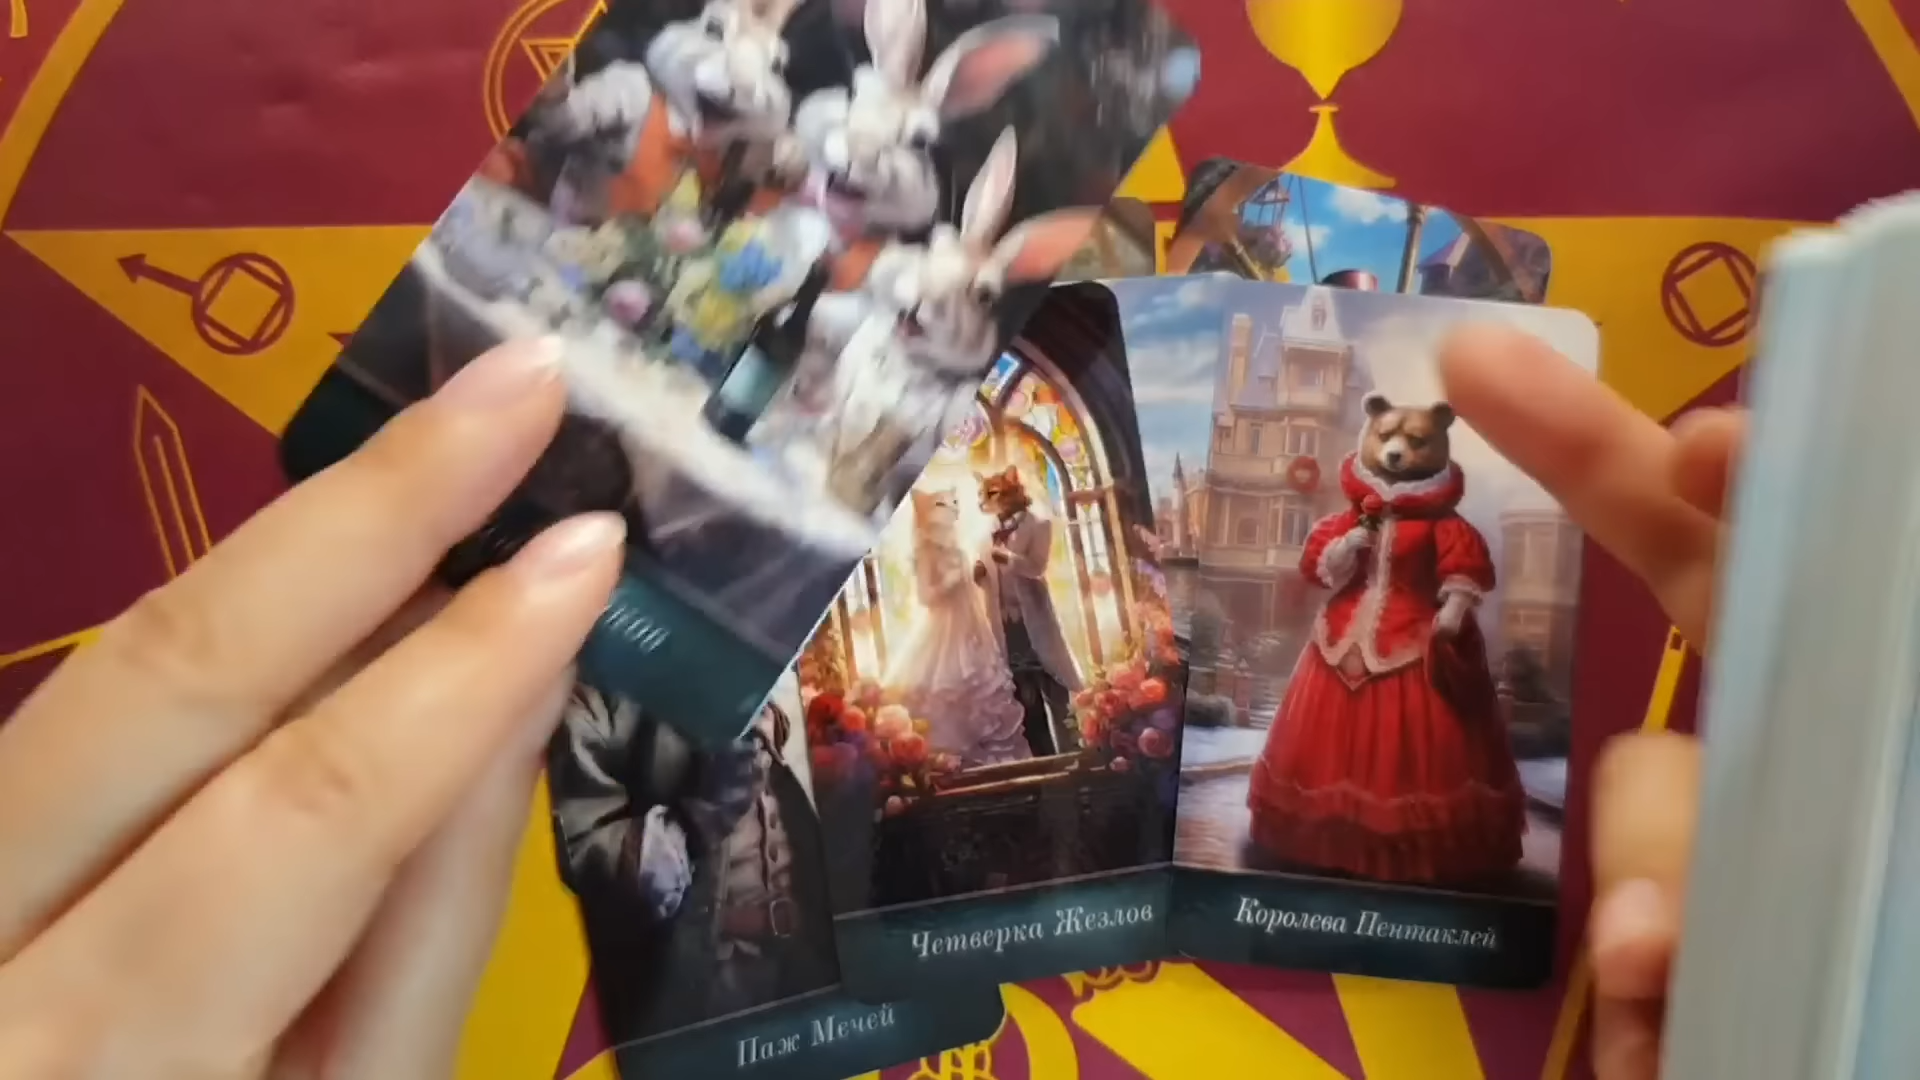 Четверка Жезлов
Королева Пентаклей
Паж Мечей